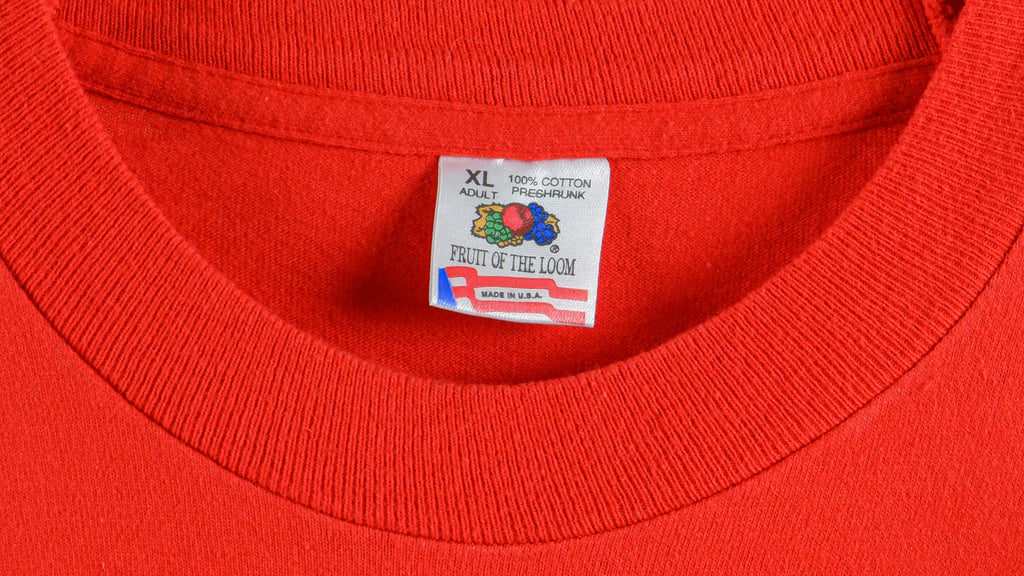 XL 100% COTTON
ADULT PRESHRUNK
®
FRUIT OF THE LOOM
MADE IN U.S.A.